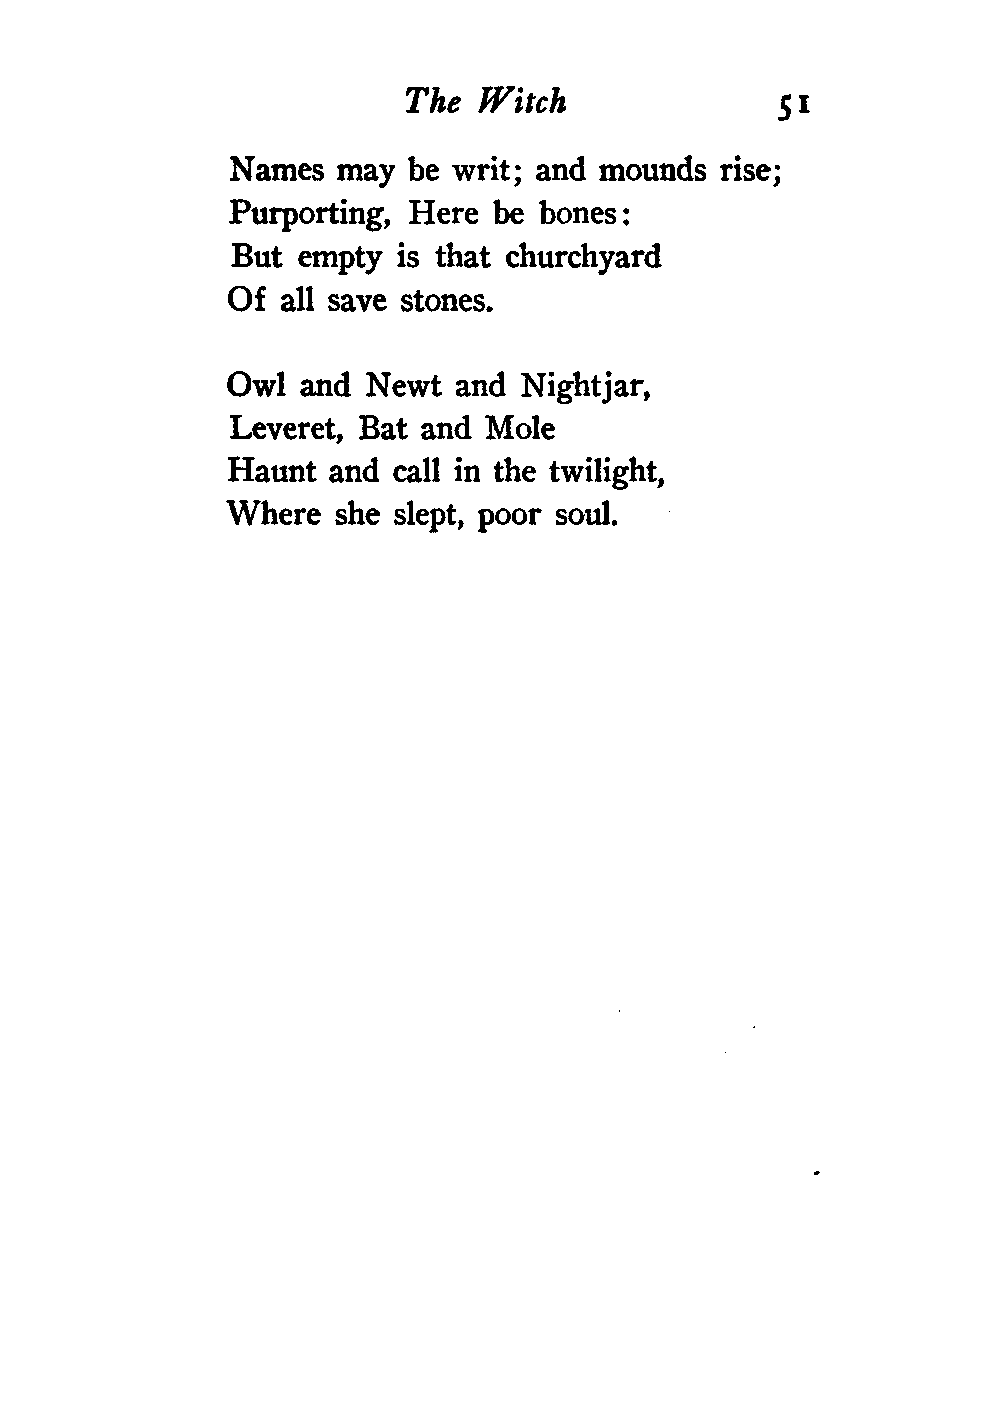 The Witch 51
Names may be writ; and mounds rise;
Purporting, Here be bones:
But empty is that churchyard
Of all save stones.

Owl and Newt and Nightjar,
Leveret, Bat and Mole
Haunt and call in the twilight,
Where she slept, poor soul.